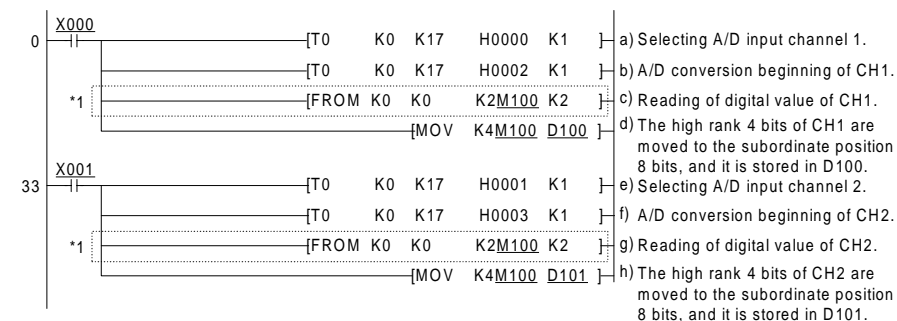 X000
0 [T0 K0 K17 H0000 K1 ] a) Selecting A/D input channel 1.
[T0 K0 K17 H0002 K1 ] b) A/D conversion beginning of CH1.
*1 [FROM K0 K0 K2M100 K2 ] c) Reading of digital value of CH1.
[MOV K4M100 D100 ] d) The high rank 4 bits of CH1 are
moved to the subordinate position
8 bits, and it is stored in D100.
X001
33 [T0 K0 K17 H0001 K1 ] e) Selecting A/D input channel 2.
[T0 K0 K17 H0003 K1 ] f) A/D conversion beginning of CH2.
*1 [FROM K0 K0 K2M100 K2 ] g) Reading of digital value of CH2.
[MOV K4M100 D101 ] h) The high rank 4 bits of CH2 are
moved to the subordinate position
8 bits, and it is stored in D101.